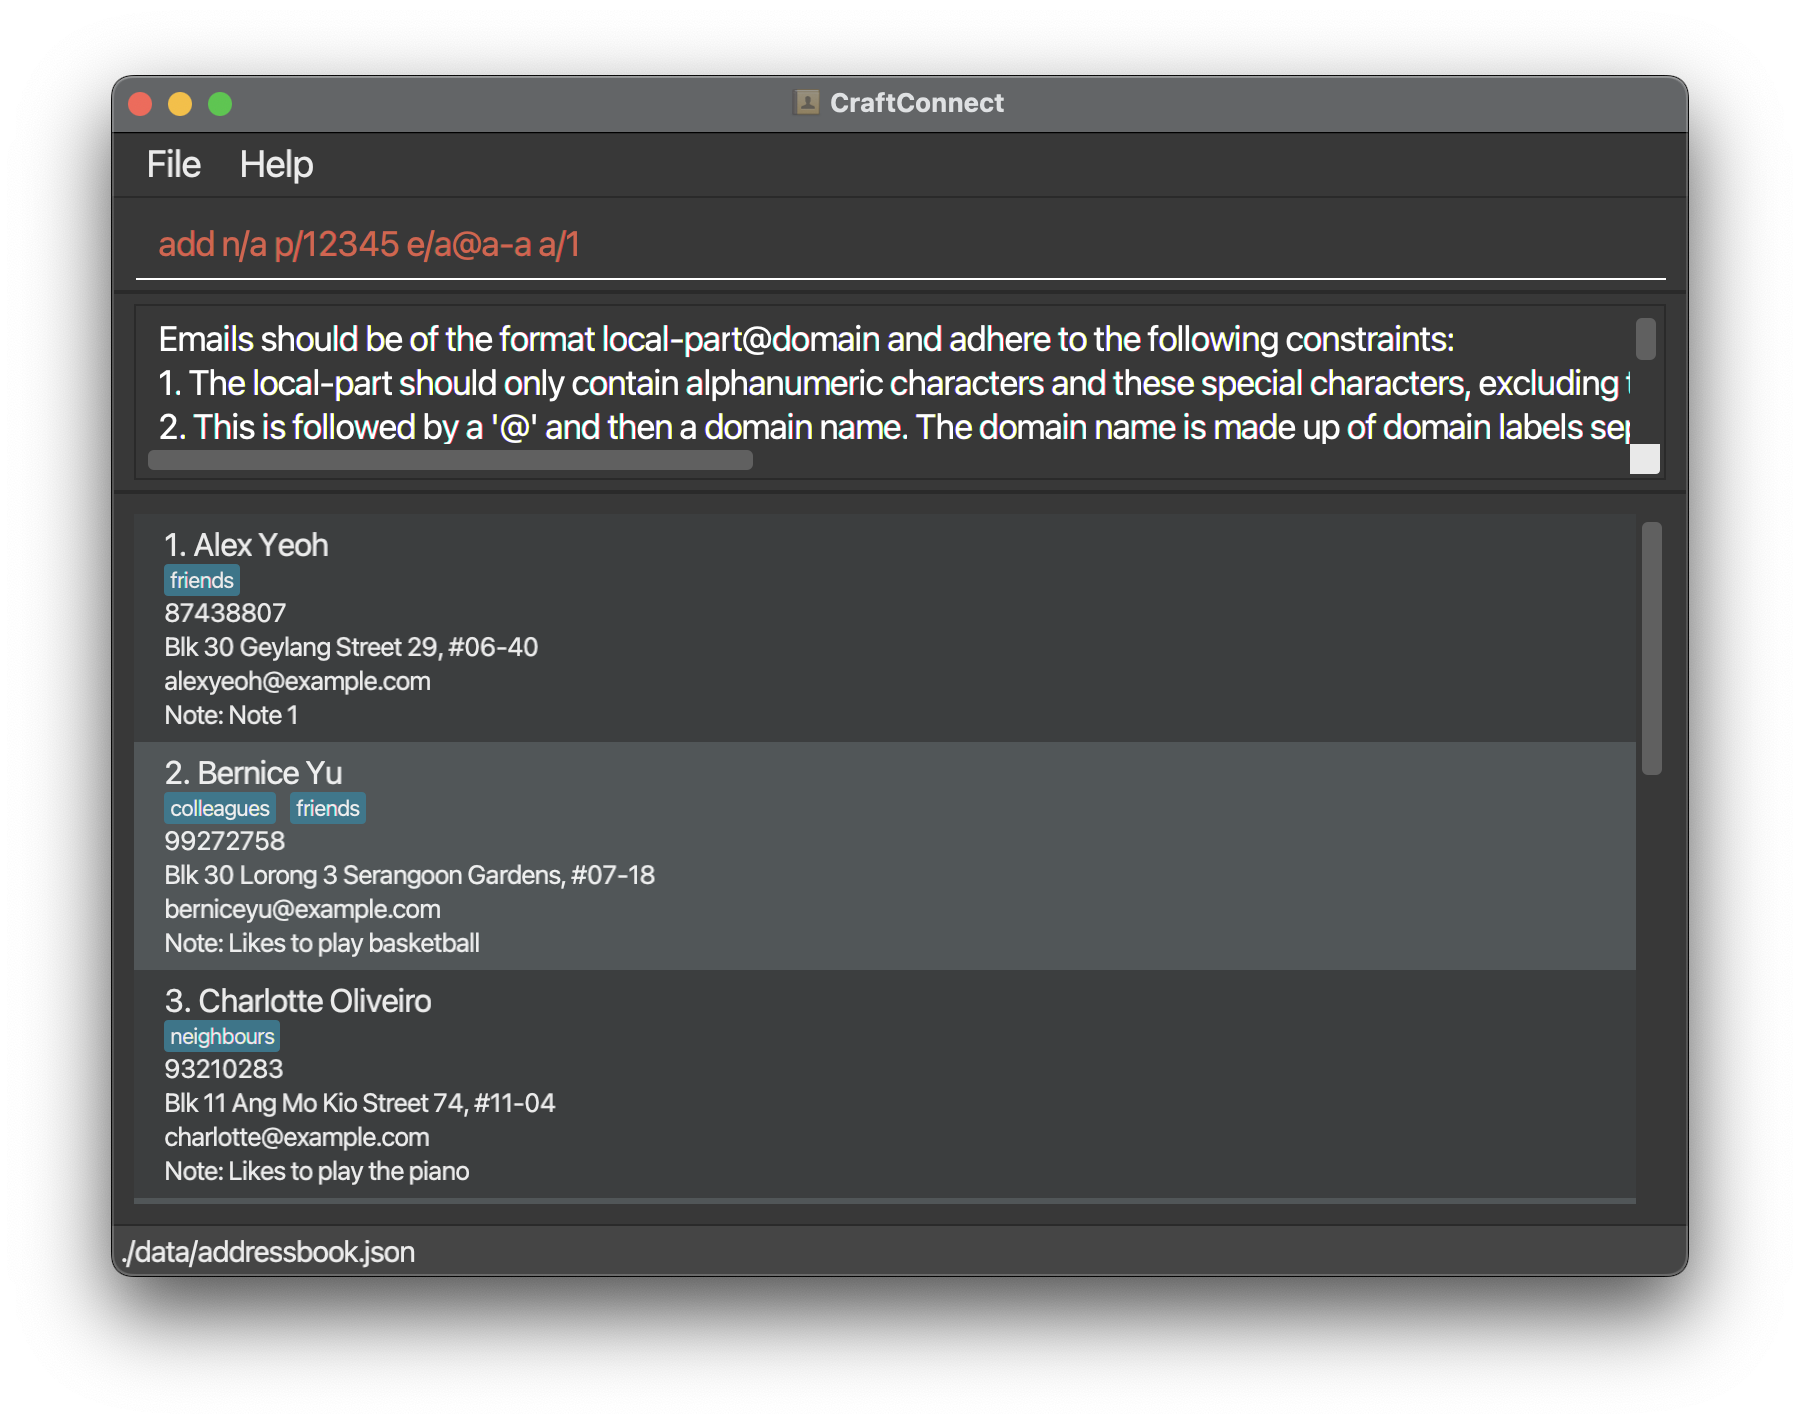 CraftConnect
File Help
add n/a p/12345 e/a@a-a a/1
Emails should be of the format local-part@domain and adhere to the following constraints:
1. The local-part should only contain alphanumeric characters and these special characters, excluding
2. This is followed by a '@' and then a domain name. The domain name is made up of domain labels
1. Alex Yeoh
friends
87438807
Blk 30 Geylang Street 29, #06-40
alexyeoh@example.com
Note: Note 1
2. Bernice Yu
colleagues friends
99272758
Blk 30 Lorong 3 Serangoon Gardens, #07-18
berniceyu@example.com
Note: Likes to play basketball
3. Charlotte Oliveiro
neighbours
93210283
Blk 11 Ang Mo Kio Street 74, #11-04
charlotte@example.com
Note: Likes to play the piano
./data/addressbook.json